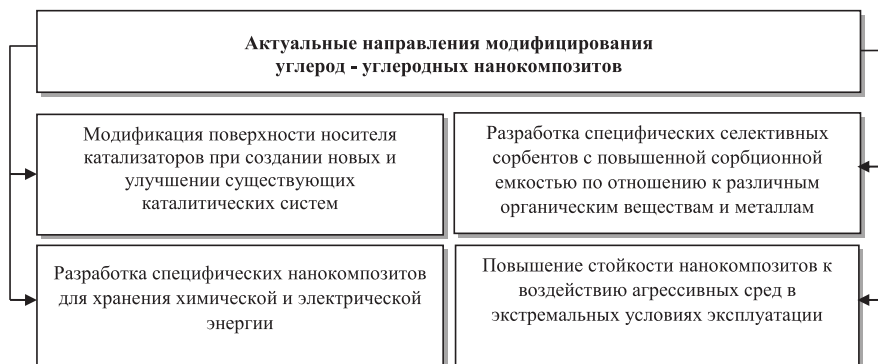 Актуальные направления модифицирования
углерод - углеродных нанокомпозитов
Модификация поверхности носителя
катализаторов при создании новых и
улучшении существующих
каталитических систем
Разработка специфических селективных
сорбентов с повышенной сорбционной
емкостью по отношению к различным
органическим веществам и металлам
Разработка специфических нанокомпозитов
для хранения химической и электрической
энергии
Повышение стойкости нанокомпозитов к
воздействию агрессивных сред в
экстремальных условиях эксплуатации